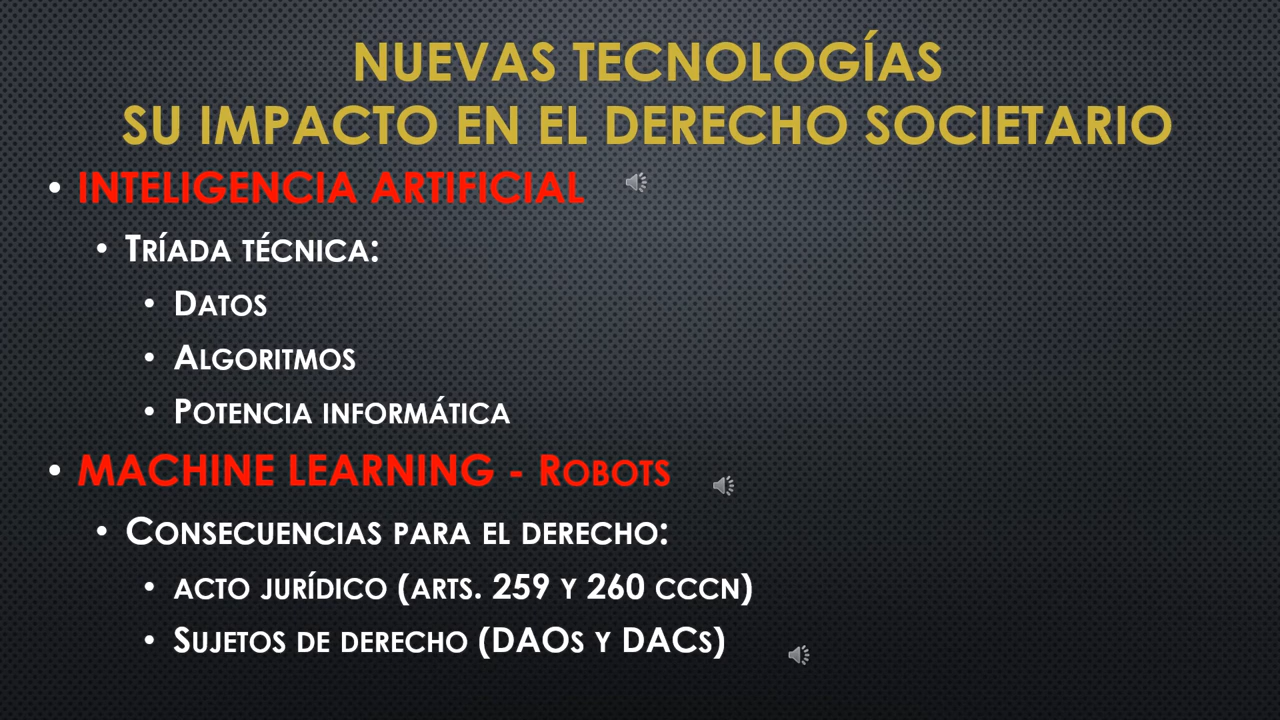 NUEVAS TECNOLOGÍAS
SU IMPACTO EN EL DERECHO SOCIETARIO
• INTELIGENCIA ARTIFICIAL
• TRÍADA TÉCNICA:
• DATOS
• ALGORITMOS
• POTENCIA INFORMÁTICA
• MACHINE LEARNING - ROBOTS
• CONSECUENCIAS PARA EL DERECHO:
• ACTO JURÍDICO (ARTS. 259 Y 260 CCCN)
• SUJETOS DE DERECHO (DAOS Y DACS)